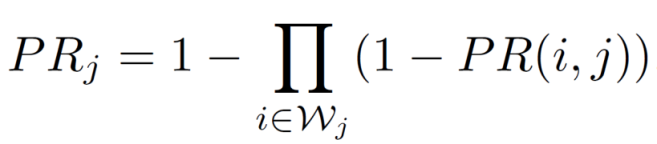 $PR_j = 1 - \prod_{i \in \mathcal{W}_j} (1 - PR(i, j))$